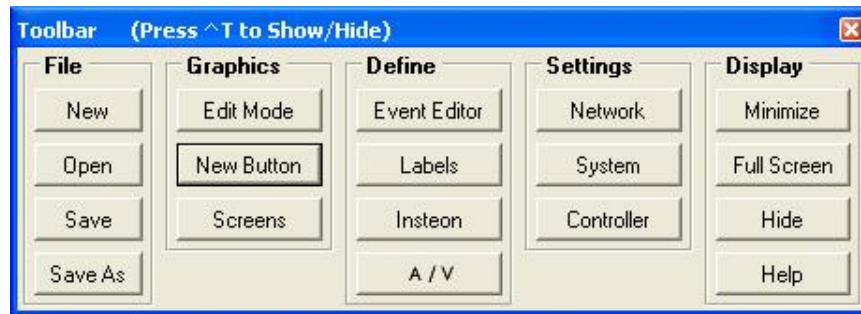 Toolbar (Press ^T to Show/Hide)
File Graphics Define Settings Display
New Edit Mode Event Editor Network Minimize
Open New Button Labels System Full Screen
Save Screens Insteon Controller Hide
Save As A / V Help